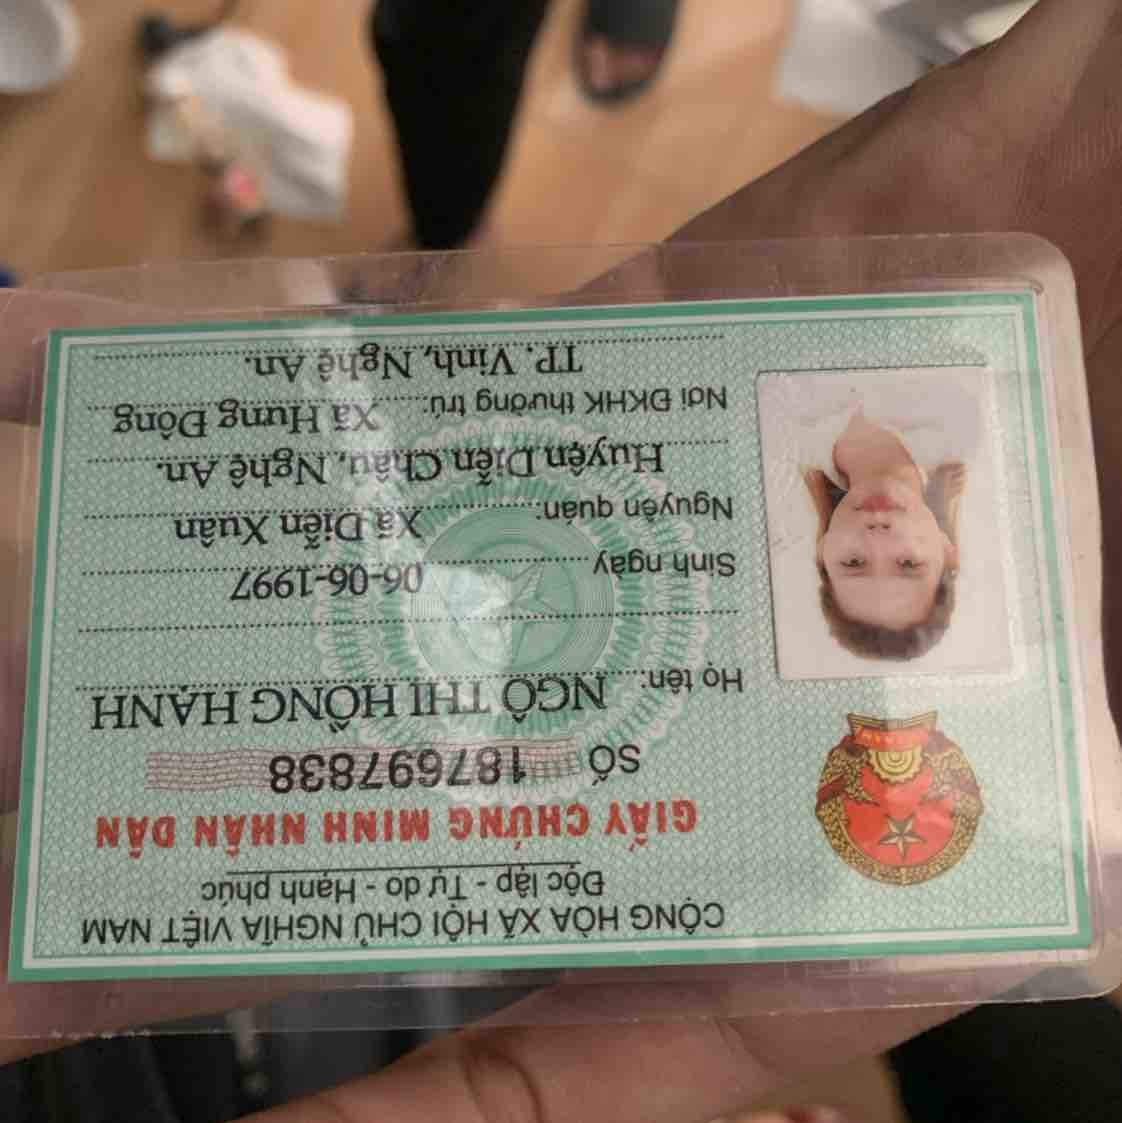 CỘNG HÒA XÃ HỘI CHỦ NGHĨA VIỆT NAM
Độc lập - Tự do - Hạnh phúc
GIẤY CHỨNG MINH NHÂN DÂN
SỐ 187697838
Họ tên: NGÔ THỊ HỒNG HẠNH
Sinh ngày 06-06-1997
Nguyên quán: Xã Diễn Xuân
Huyện Diễn Châu, Nghệ An.
Nơi ĐKHK thường trú: Xã Hưng Đông
TP. Vinh, Nghệ An.